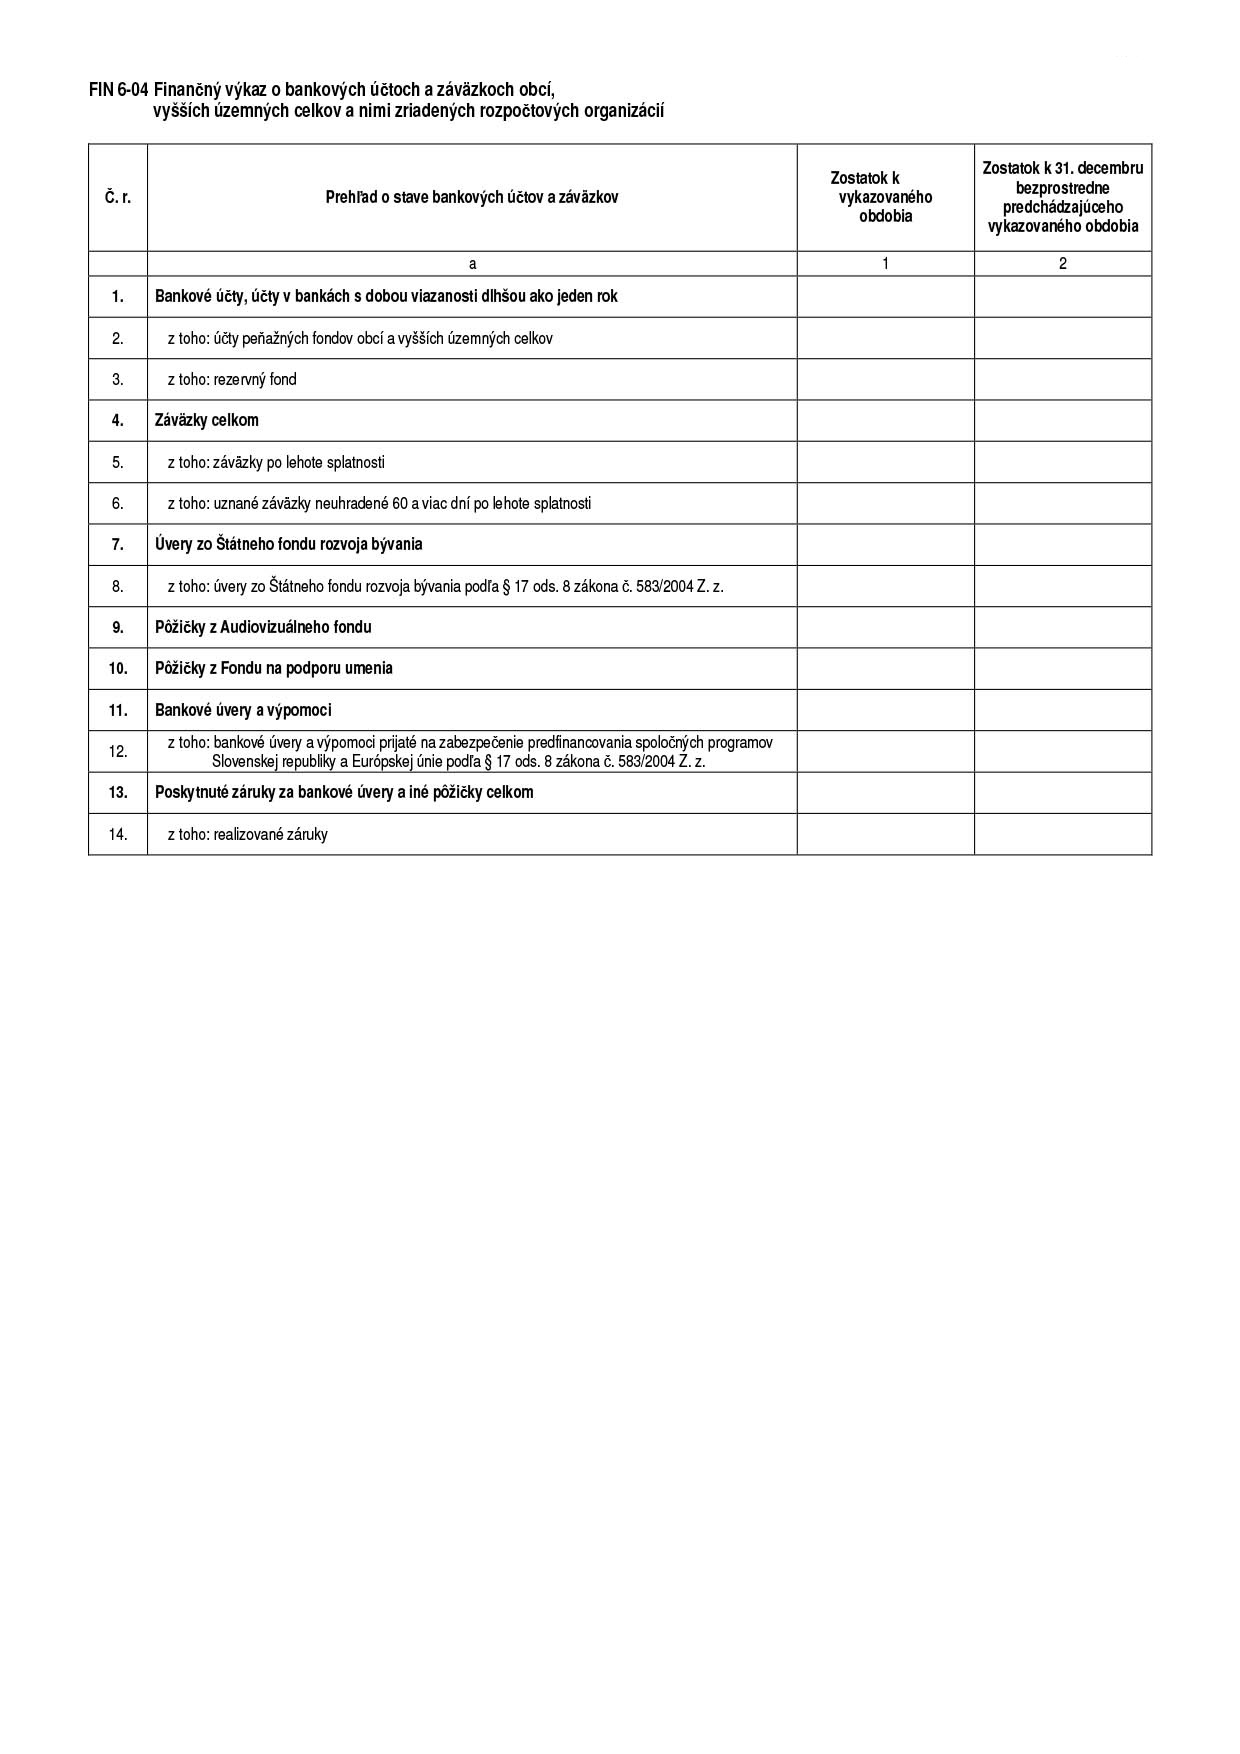 FIN 6-04 Finančný výkaz o bankových účtoch a záväzkoch obcí,
vyšších územných celkov a nimi zriadených rozpočtových organizácií
Č. r.
Prehľad o stave bankových účtov a záväzkov
Zostatok k
vykazovaného
obdobia
Zostatok k 31. decembru
bezprostredne
predchádzajúceho
vykazovaného obdobia
a
1
2
1. Bankové účty, účty v bankách s dobou viazanosti dlhšou ako jeden rok
2. z toho: účty peňažných fondov obcí a vyšších územných celkov
3. z toho: rezervný fond
4. Záväzky celkom
5. z toho: záväzky po lehote splatnosti
6. z toho: uznané záväzky neuhradené 60 a viac dní po lehote splatnosti
7. Úvery zo Štátneho fondu rozvoja bývania
8. z toho: úvery zo Štátneho fondu rozvoja bývania podľa § 17 ods. 8 zákona č. 583/2004 Z. z.
9. Pôžičky z Audiovizuálneho fondu
10. Pôžičky z Fondu na podporu umenia
11. Bankové úvery a výpomoci
12. z toho: bankové úvery a výpomoci prijaté na zabezpečenie predfinancovania spoločných programov
Slovenskej republiky a Európskej únie podľa § 17 ods. 8 zákona č. 583/2004 Z. z.
13. Poskytnuté záruky za bankové úvery a iné pôžičky celkom
14. z toho: realizované záruky